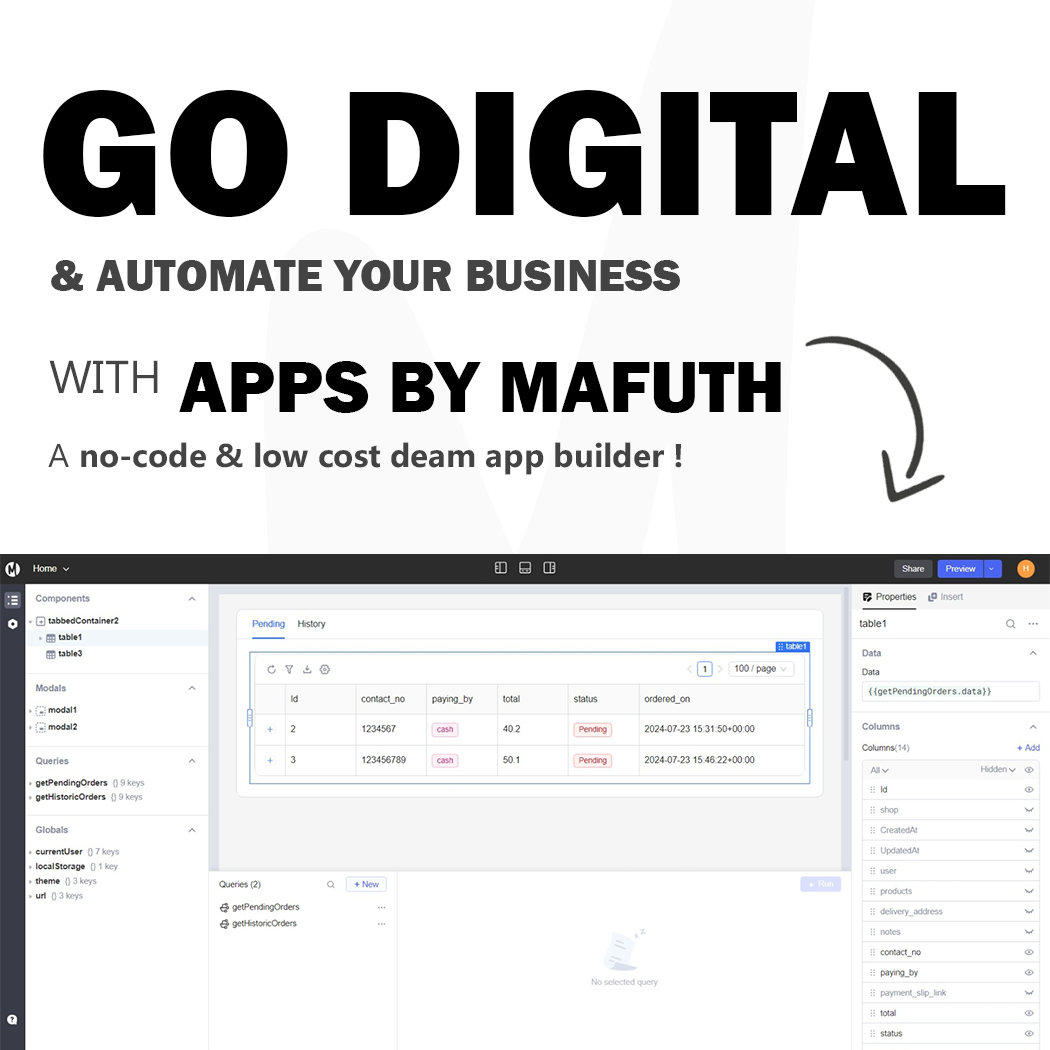 GO DIGITAL
& AUTOMATE YOUR BUSINESS
WITH APPS BY MAFUTH
A no-code & low cost deam app builder !
M Home Share Preview H
Components
tabbedContainer2
table1
table3
Modals
modal1
modal2
Queries
getPendingOrders {} 9 keys
getHistoricOrders {} 9 keys
Globals
currentUser {} 7 keys
localStorage {} 1 key
theme {} 3 keys
url {} 3 keys
Pending History
table1
1 100 / page
Id contact_no paying_by total status ordered_on
+ 2 1234567 cash 40.2 Pending 2024-07-23 15:31:50+00:00
+ 3 123456789 cash 50.1 Pending 2024-07-23 15:46:22+00:00
Queries (2) + New Run
getPendingOrders
getHistoricOrders
No selected query
Properties Insert
table1
Data
Data
{{getPendingOrders.data}}
Columns
Columns(14) + Add
All Hidden
Id
shop
CreatedAt
UpdatedAt
user
products
delivery_address
notes
contact_no
paying_by
payment_slip_link
total
status